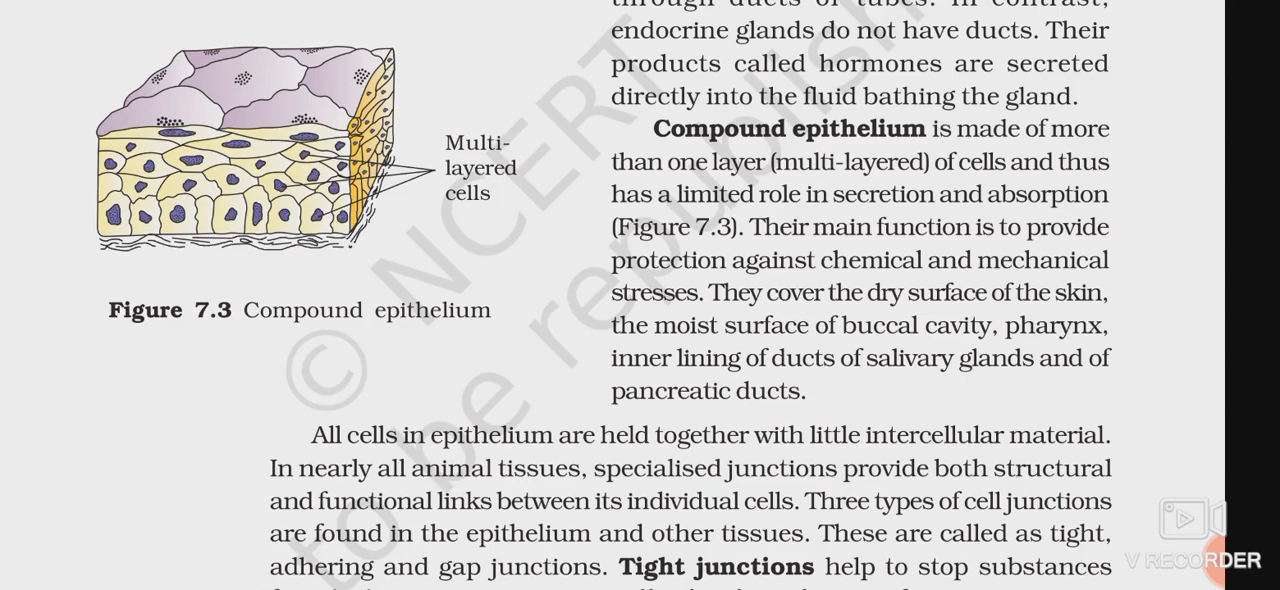 through ducts or tubes. In contrast,
endocrine glands do not have ducts. Their
products called hormones are secreted
directly into the fluid bathing the gland.
Compound epithelium is made of more
than one layer (multi-layered) of cells and thus
has a limited role in secretion and absorption
(Figure 7.3). Their main function is to provide
protection against chemical and mechanical
stresses. They cover the dry surface of the skin,
the moist surface of buccal cavity, pharynx,
inner lining of ducts of salivary glands and of
pancreatic ducts.
Multi-
layered
cells
Figure 7.3 Compound epithelium
All cells in epithelium are held together with little intercellular material.
In nearly all animal tissues, specialised junctions provide both structural
and functional links between its individual cells. Three types of cell junctions
are found in the epithelium and other tissues. These are called as tight,
adhering and gap junctions. Tight junctions help to stop substances
© NCERT
to be republish
V RECORDER